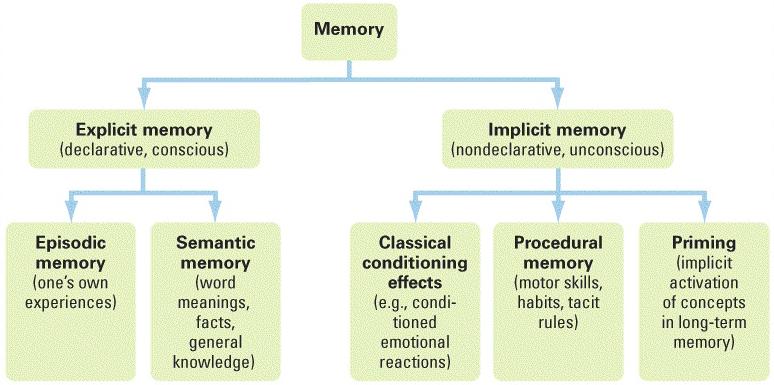 Memory
Explicit memory
(declarative, conscious)
Implicit memory
(nondeclarative, unconscious)
Episodic
memory
(one's own
experiences)
Semantic
memory
(word
meanings,
facts,
general
knowledge)
Classical
conditioning
effects
(e.g., condi-
tioned
emotional
reactions)
Procedural
memory
(motor skills,
habits, tacit
rules)
Priming
(implicit
activation
of concepts
in long-term
memory)